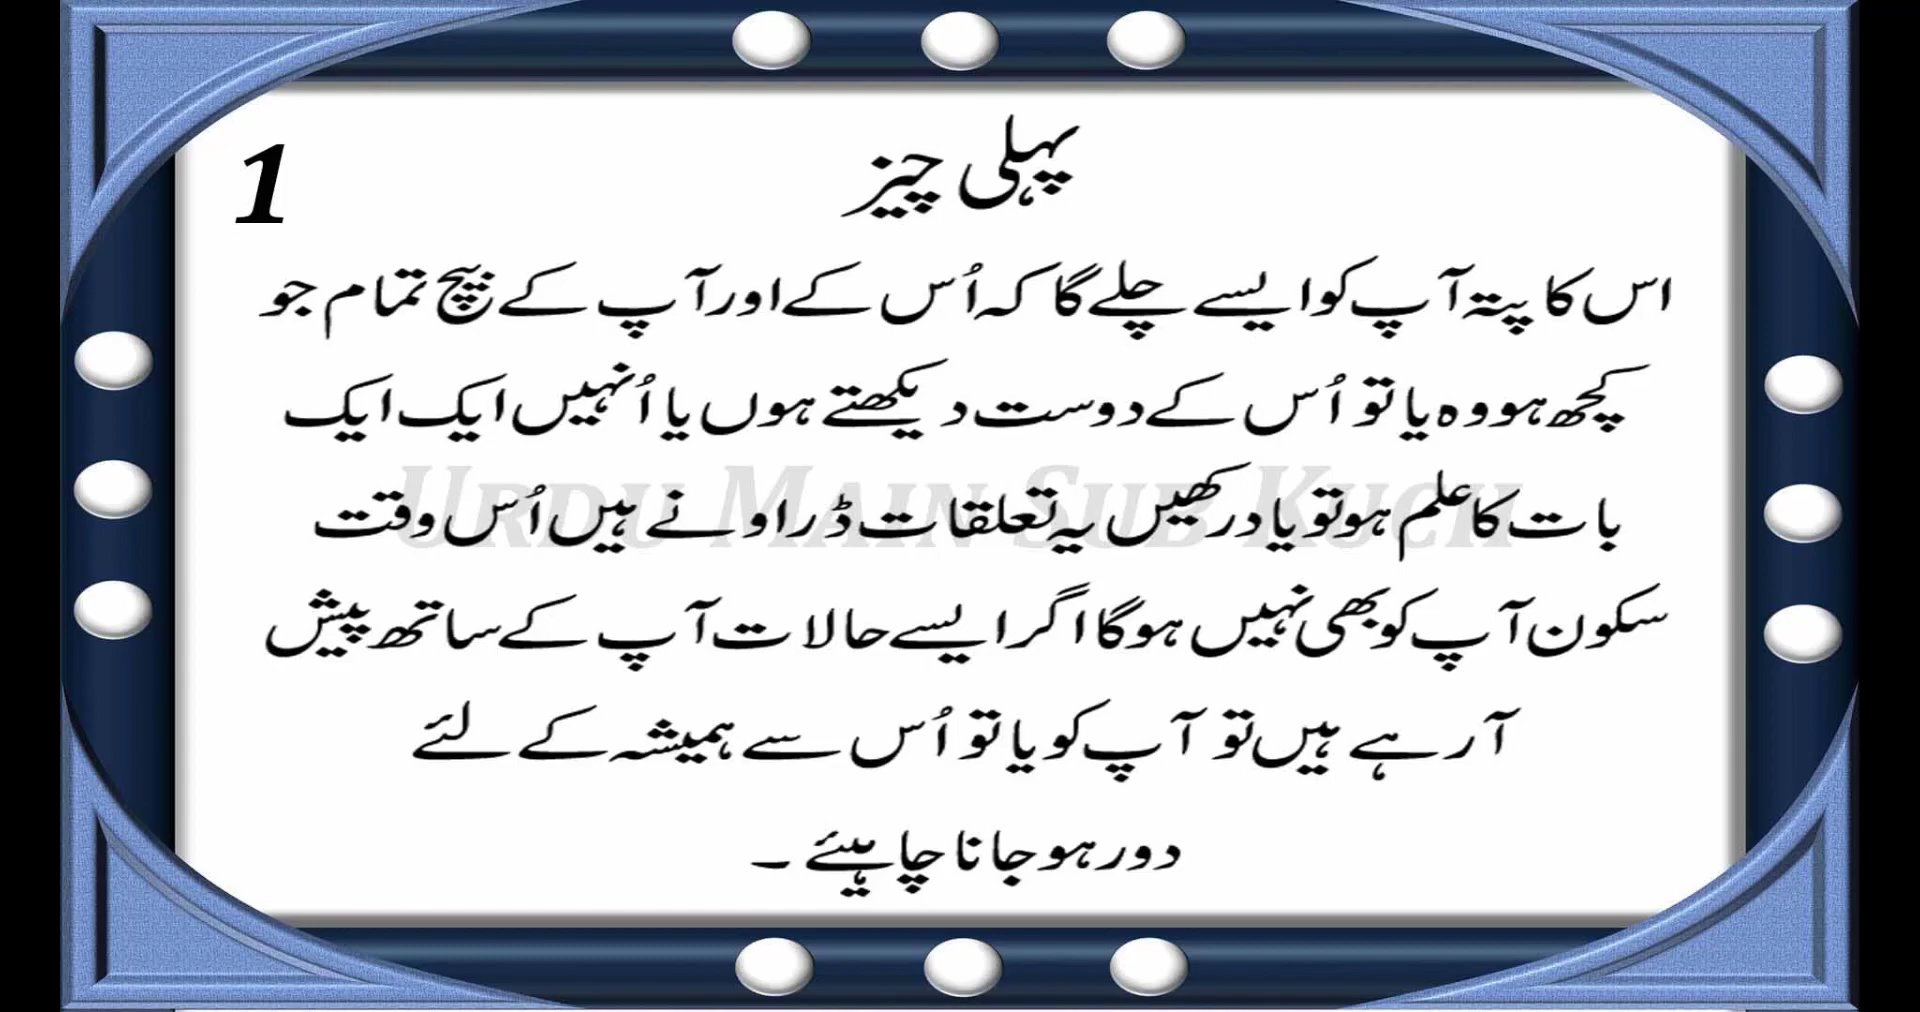 پہلی چیز
1
اس کا پتہ آپ کو ایسے چلے گا کہ اُس کے اور آپ کے بیچ تمام جو
کچھ ہو وہ یا تو اُس کے دوست دیکھتے ہوں یا اُنہیں ایک ایک
بات کا علم ہو تو یاد رکھیں یہ تعلقات ڈراونے ہیں اُس وقت
سکون آپ کو بھی نہیں ہوگا اگر ایسے حالات آپ کے ساتھ پیش
آرہے ہیں تو آپ کو یا تو اُس سے ہمیشہ کے لئے
دور ہو جانا چاہیئے ۔
URDU MAIN SUB KUCH